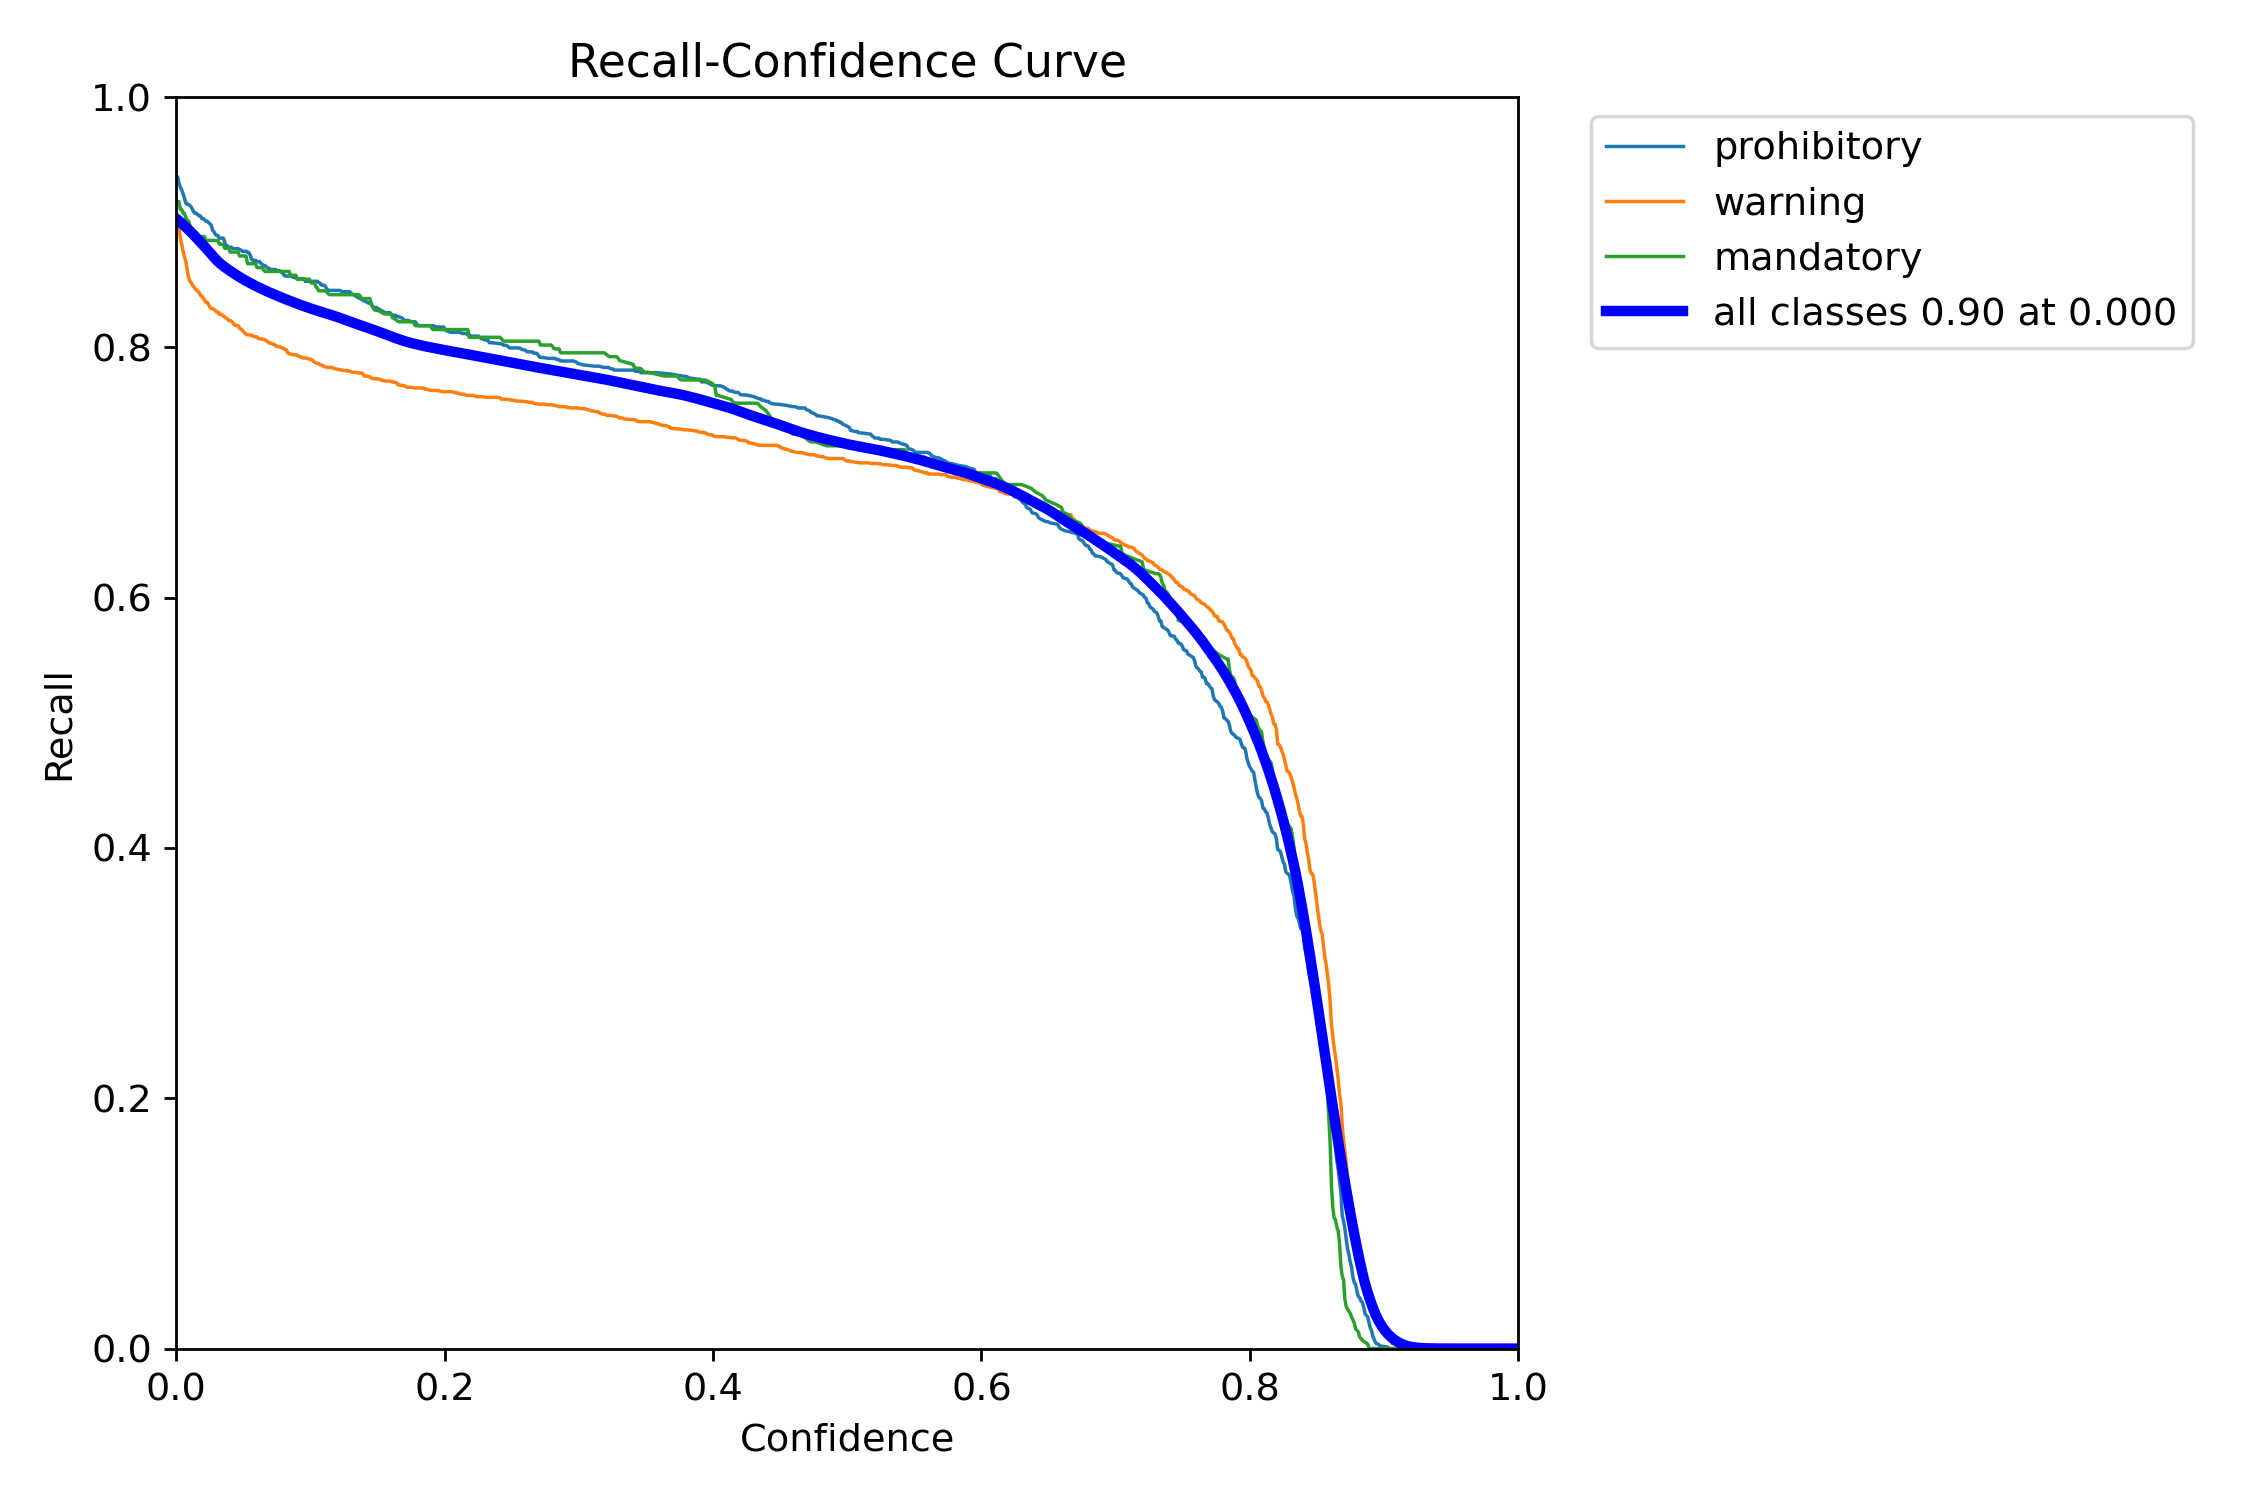 Recall-Confidence Curve
1.0
0.8
0.6
0.4
0.2
0.0
Recall
0.0 0.2 0.4 0.6 0.8 1.0
Confidence
prohibitory
warning
mandatory
all classes 0.90 at 0.000